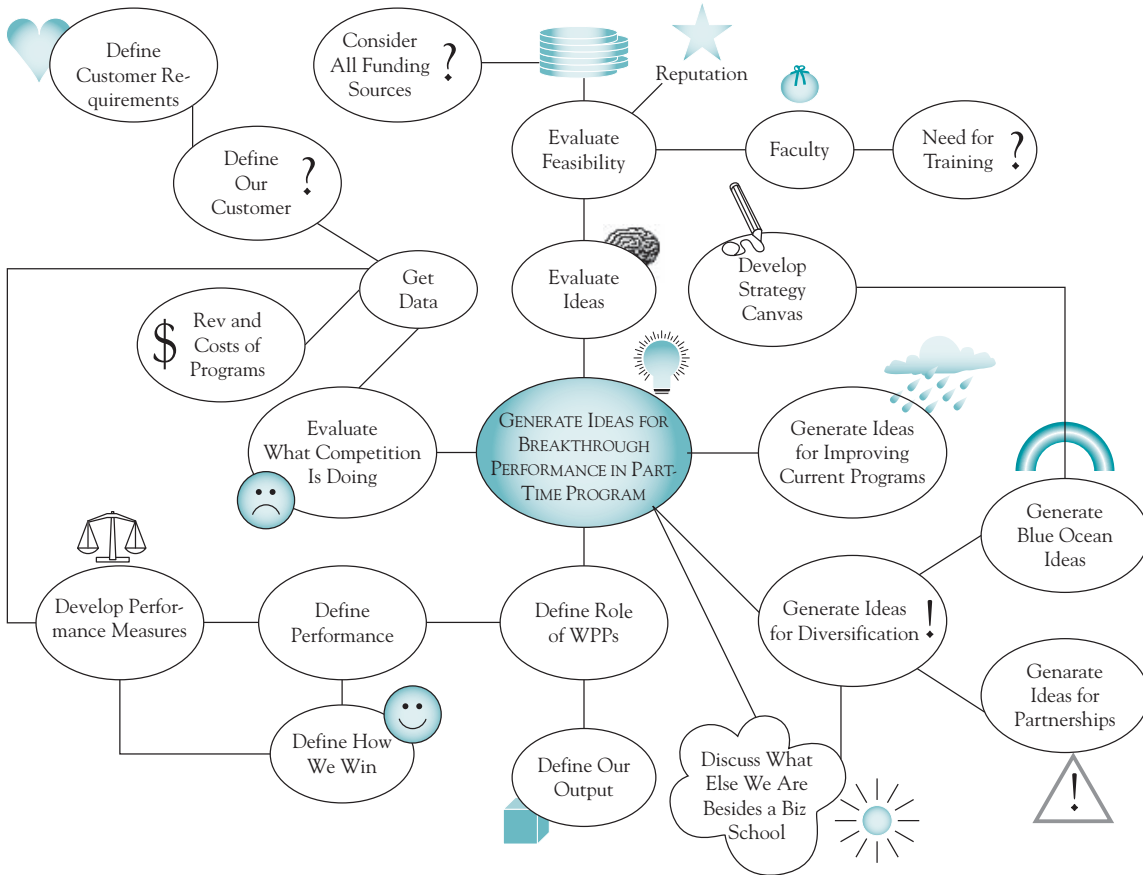 Define
Customer Re-
quirements
Consider
All Funding
Sources
?
Reputation
Evaluate
Feasibility
Faculty
Need for
Training
?
Define
Our
Customer
?
Get
Data
Evaluate
Ideas
Develop
Strategy
Canvas
$
Rev and
Costs of
Programs
Evaluate
What Competition
Is Doing
GENERATE IDEAS FOR
BREAKTHROUGH
PERFORMANCE IN PART-
TIME PROGRAM
Generate Ideas
for Improving
Current Programs
Generate
Blue Ocean
Ideas
Develop Perfor-
mance Measures
Define
Performance
Define Role
of WPPs
Generate Ideas
for Diversification
!
Genarate
Ideas for
Partnerships
!
Define How
We Win
Define Our
Output
Discuss What
Else We Are
Besides a Biz
School